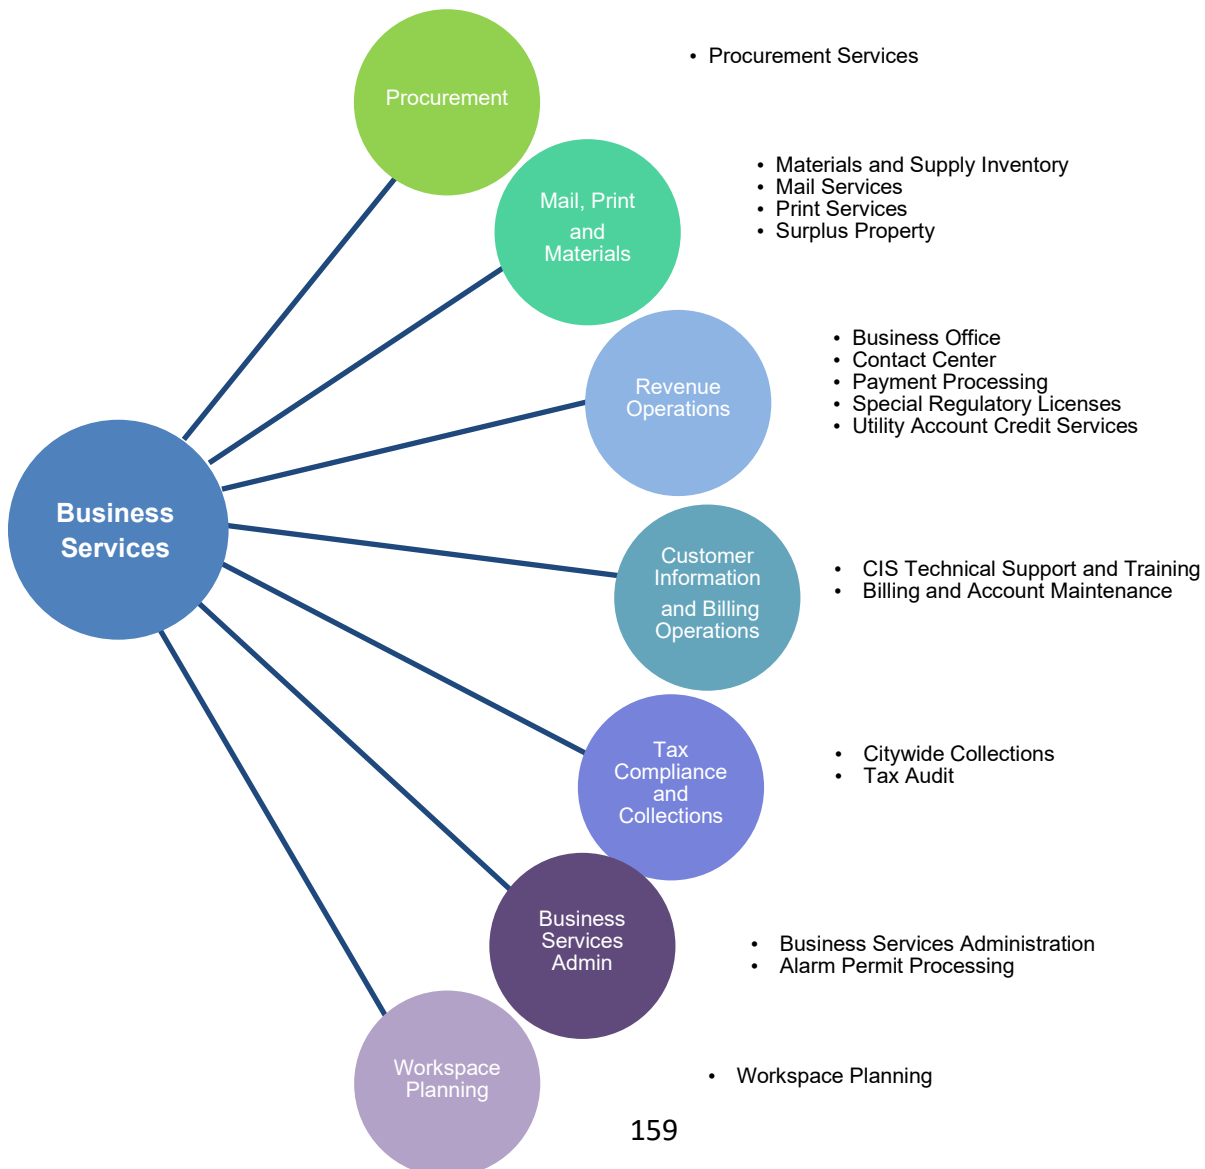 Procurement
• Procurement Services
Mail, Print
and
Materials
• Materials and Supply Inventory
• Mail Services
• Print Services
• Surplus Property
Revenue
Operations
• Business Office
• Contact Center
• Payment Processing
• Special Regulatory Licenses
• Utility Account Credit Services
Business
Services
Customer
Information
and Billing
Operations
• CIS Technical Support and Training
• Billing and Account Maintenance
Tax
Compliance
and
Collections
• Citywide Collections
• Tax Audit
Business
Services
Admin
• Business Services Administration
• Alarm Permit Processing
Workspace
Planning
• Workspace Planning
159